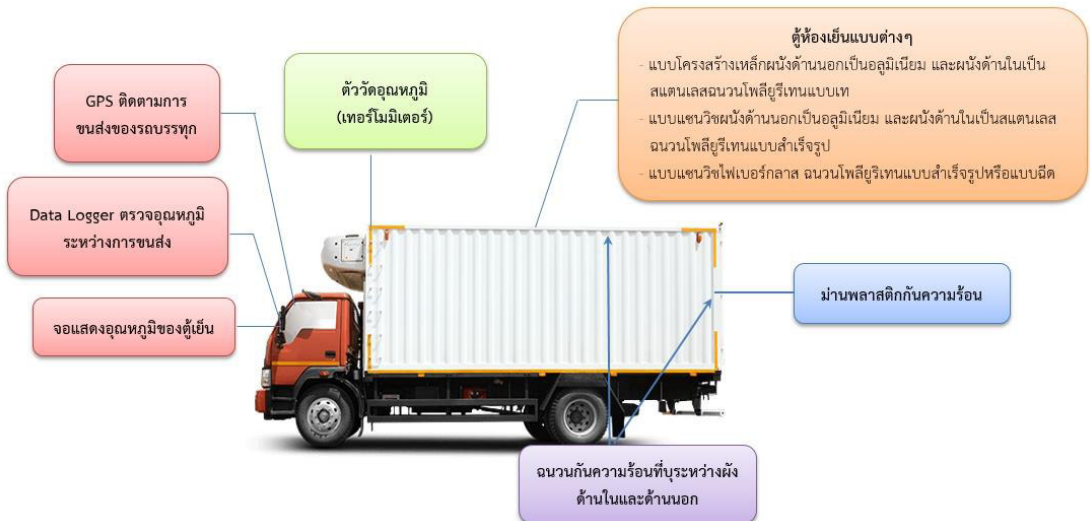 ตู้ห้องเย็นแบบต่างๆ
- แบบโครงสร้างเหล็กผนังด้านนอกเป็นอลูมิเนียม และผนังด้านในเป็น
สแตนเลสฉนวนโพลียูรีเทนแบบเท
- แบบแซนวิชผนังด้านนอกเป็นอลูมิเนียม และผนังด้านในเป็นสแตนเลส
ฉนวนโพลียูรีเทนแบบสำเร็จรูป
- แบบแซนวิชไฟเบอร์กลาส ฉนวนโพลียูริเทนแบบสำเร็จรูปหรือแบบฉีด
ตัววัดอุณหภูมิ
(เทอร์โมมิเตอร์)
GPS ติดตามการ
ขนส่งของรถบรรทุก
Data Logger ตรวจอุณหภูมิ
ระหว่างการขนส่ง
จอแสดงอุณหภูมิของตู้เย็น
ม่านพลาสติกกันความร้อน
ฉนวนกันความร้อนที่บุระหว่างผัง
ด้านในและด้านนอก